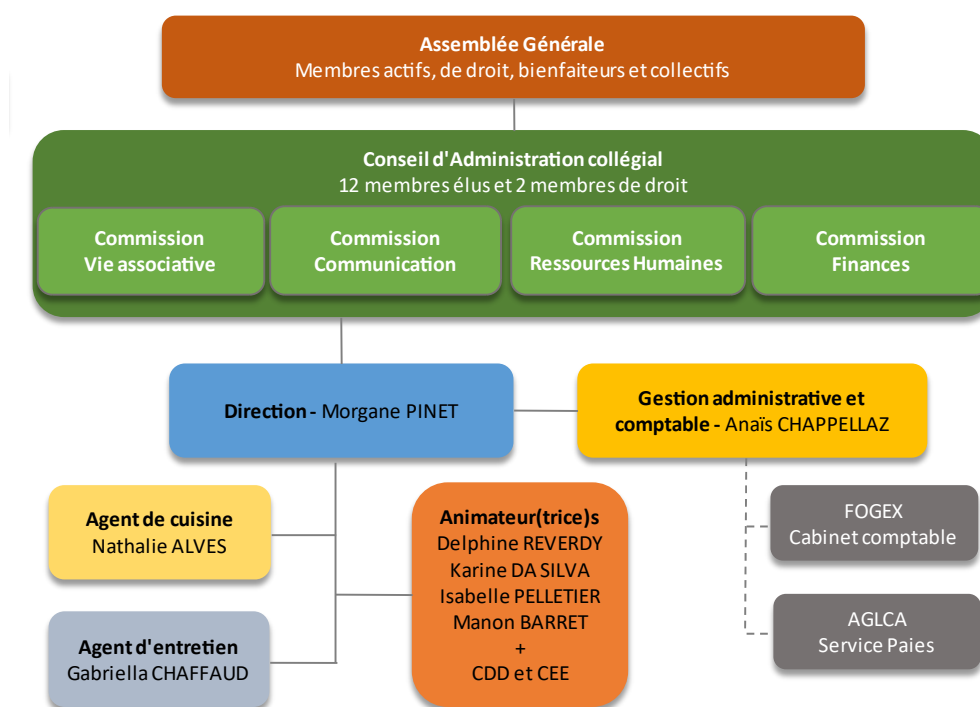 Assemblée Générale
Membres actifs, de droit, bienfaiteurs et collectifs
Conseil d'Administration collégial
12 membres élus et 2 membres de droit
Commission
Vie associative
Commission
Communication
Commission
Ressources Humaines
Commission
Finances
Direction - Morgane PINET
Gestion administrative et
comptable - Anaïs CHAPPELLAZ
Agent de cuisine
Nathalie ALVES
Agent d'entretien
Gabriella CHAFFAUD
Animateur(trice)s
Delphine REVERDY
Karine DA SILVA
Isabelle PELLETIER
Manon BARRET
+
CDD et CEE
FOGEX
Cabinet comptable
AGLCA
Service Paies